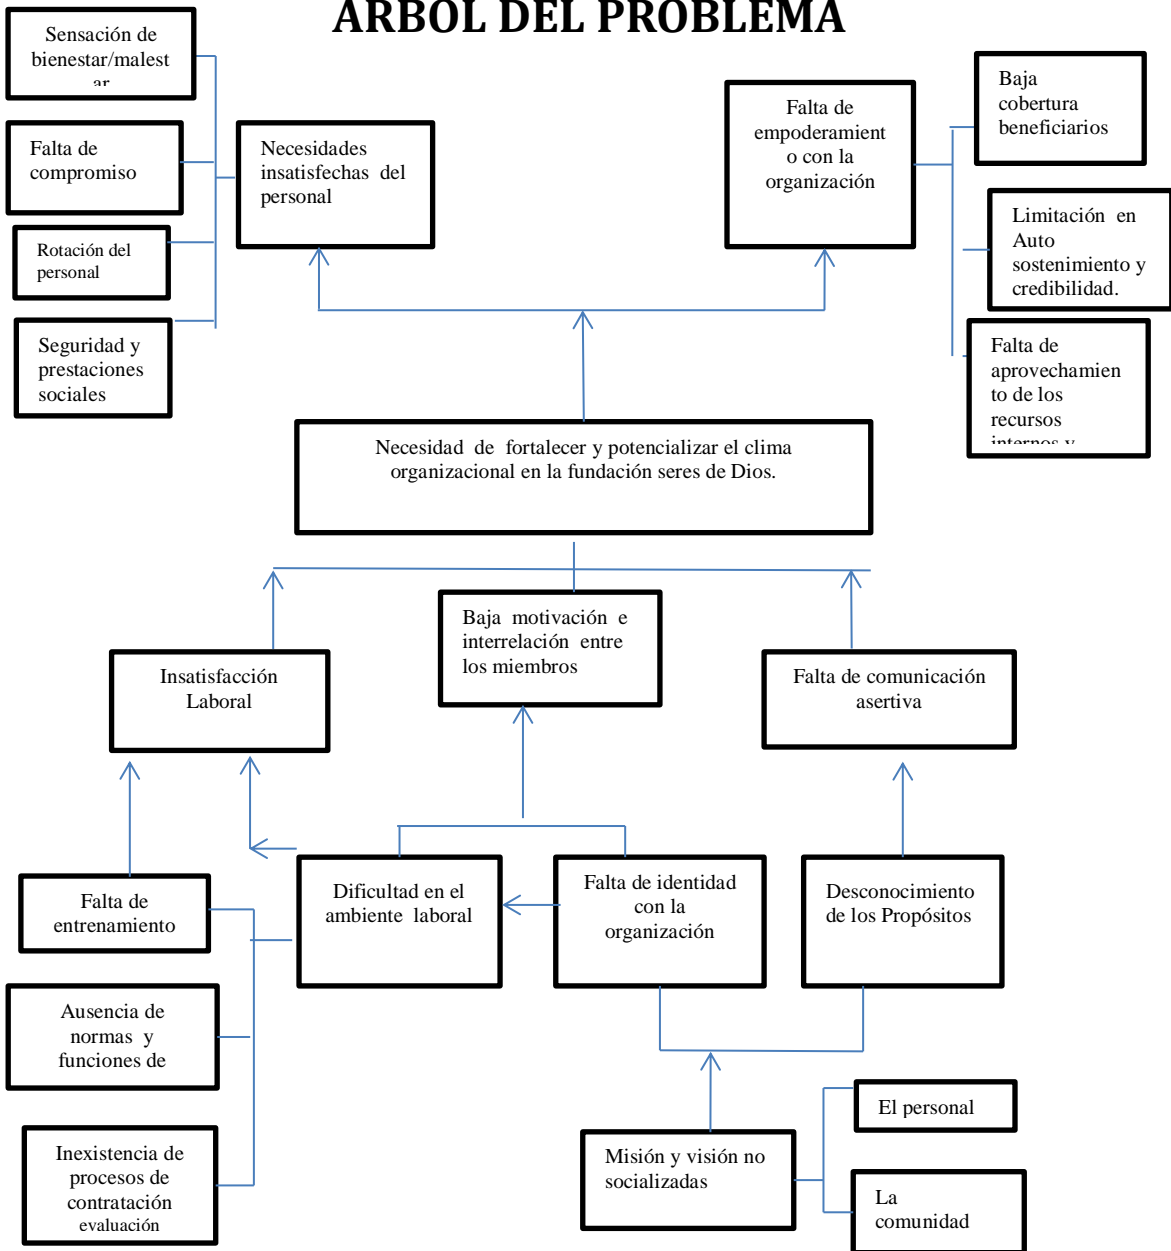 ARBOL DEL PROBLEMA
Sensación de
bienestar/malest
ar
Falta de
compromiso
Rotación del
personal
Seguridad y
prestaciones
sociales
Necesidades
insatisfechas del
personal
Falta de
empoderamient
o con la
organización
Baja
cobertura
beneficiarios
Limitación en
Auto
sostenimiento y
credibilidad.
Falta de
aprovechamien
to de los
recursos
internos y
Necesidad de fortalecer y potencializar el clima
organizacional en la fundación seres de Dios.
Insatisfacción
Laboral
Baja motivación e
interrelación entre
los miembros
Falta de comunicación
asertiva
Falta de
entrenamiento
Ausencia de
normas y
funciones de
Inexistencia de
procesos de
contratación
evaluación
Dificultad en el
ambiente laboral
Falta de identidad
con la
organización
Desconocimiento
de los Propósitos
Misión y visión no
socializadas
El personal
La
comunidad